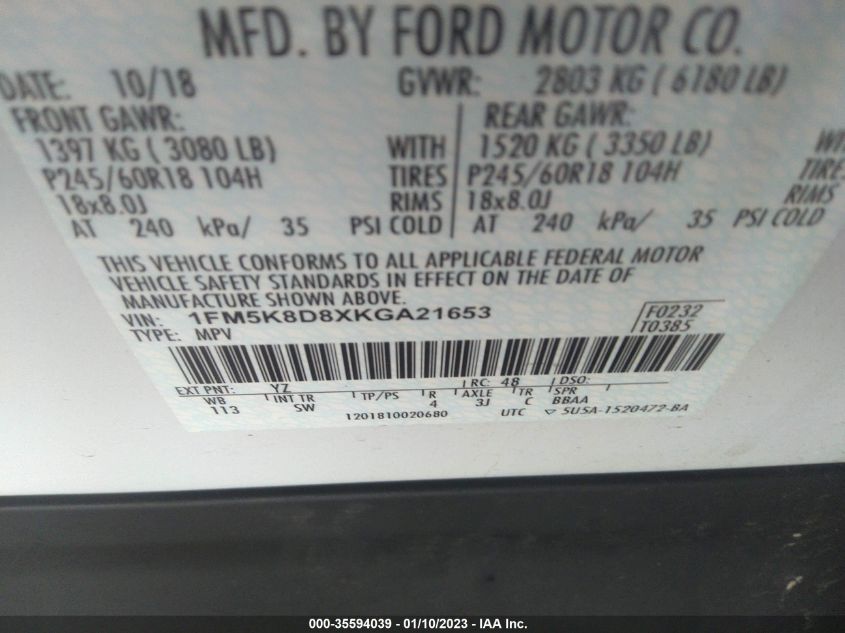 MFD. BY FORD MOTOR CO.
DATE: 10/18 GVWR: 2803 KG ( 6180 LB)
FRONT GAWR: REAR GAWR:
1397 KG ( 3080 LB) WITH 1520 KG ( 3350 LB) WITH
P245/60R18 104H TIRES P245/60R18 104H TIRES
18x8.0J RIMS 18x8.0J RIMS
AT 240 kPa/ 35 PSI COLD AT 240 kPa/ 35 PSI COLD
THIS VEHICLE CONFORMS TO ALL APPLICABLE FEDERAL MOTOR
VEHICLE SAFETY STANDARDS IN EFFECT ON THE DATE OF
MANUFACTURE SHOWN ABOVE.
VIN: 1FM5K8D8XKGA21653 F0232
TYPE: MPV T0385
EXT PNT: YZ RC: 48 DSO:
WB INT TR TP/PS R AXLE TR SPR
113 SW 4 3J C BBAA
1201810020680 UTC ▽ 5U5A-1520472-BA
000-35594039 - 01/10/2023 - IAA Inc.